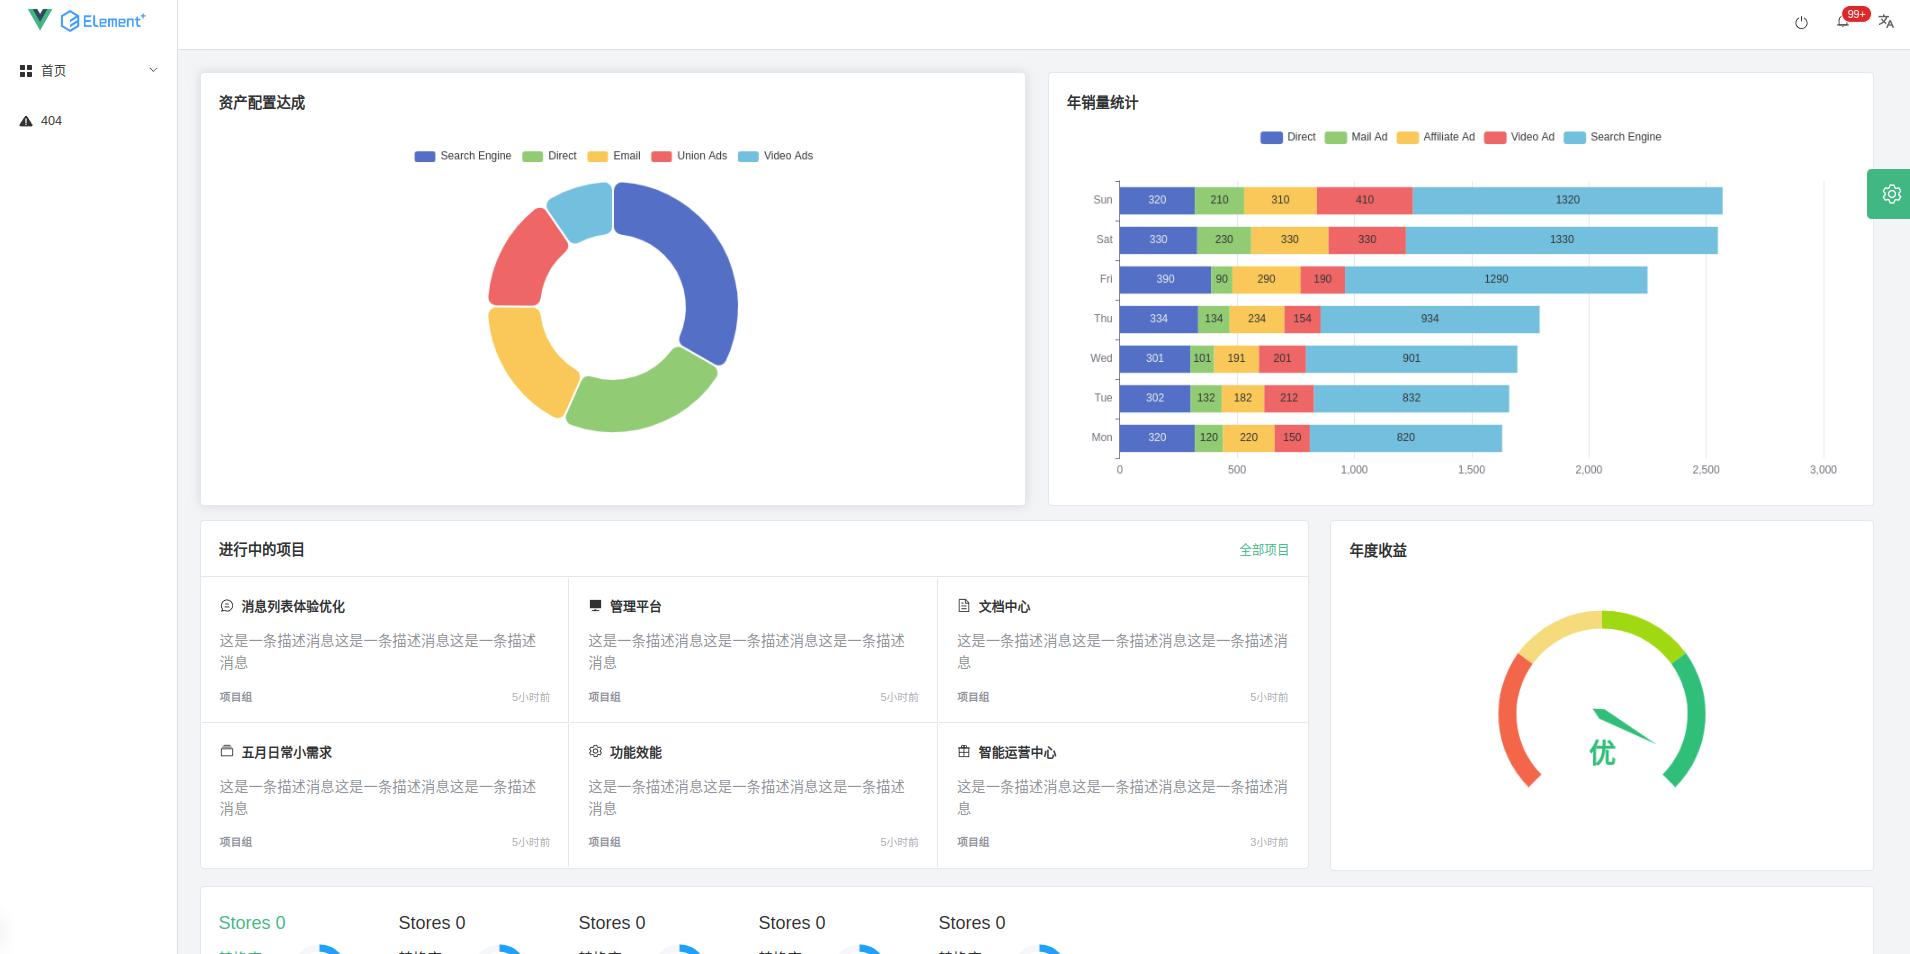 Element+
99+
首页
404
资产配置达成
Search Engine
Direct
Email
Union Ads
Video Ads
年销量统计
Direct
Mail Ad
Affiliate Ad
Video Ad
Search Engine
Sun 320 210 310 410 1320
Sat 330 230 330 330 1330
Fri 390 90 290 190 1290
Thu 334 134 234 154 934
Wed 301 101 191 201 901
Tue 302 132 182 212 832
Mon 320 120 220 150 820
0 500 1,000 1,500 2,000 2,500 3,000
进行中的项目
全部项目
消息列表体验优化
这是一条描述消息这是一条描述消息这是一条描述
消息
项目组 5小时前
管理平台
这是一条描述消息这是一条描述消息这是一条描述
消息
项目组 5小时前
文档中心
这是一条描述消息这是一条描述消息这是一条描述消
息
项目组 5小时前
五月日常小需求
这是一条描述消息这是一条描述消息这是一条描述
消息
项目组 5小时前
功能效能
这是一条描述消息这是一条描述消息这是一条描述
消息
项目组 5小时前
智能运营中心
这是一条描述消息这是一条描述消息这是一条描述消
息
项目组 3小时前
年度收益
优
Stores 0
Stores 0
Stores 0
Stores 0
Stores 0